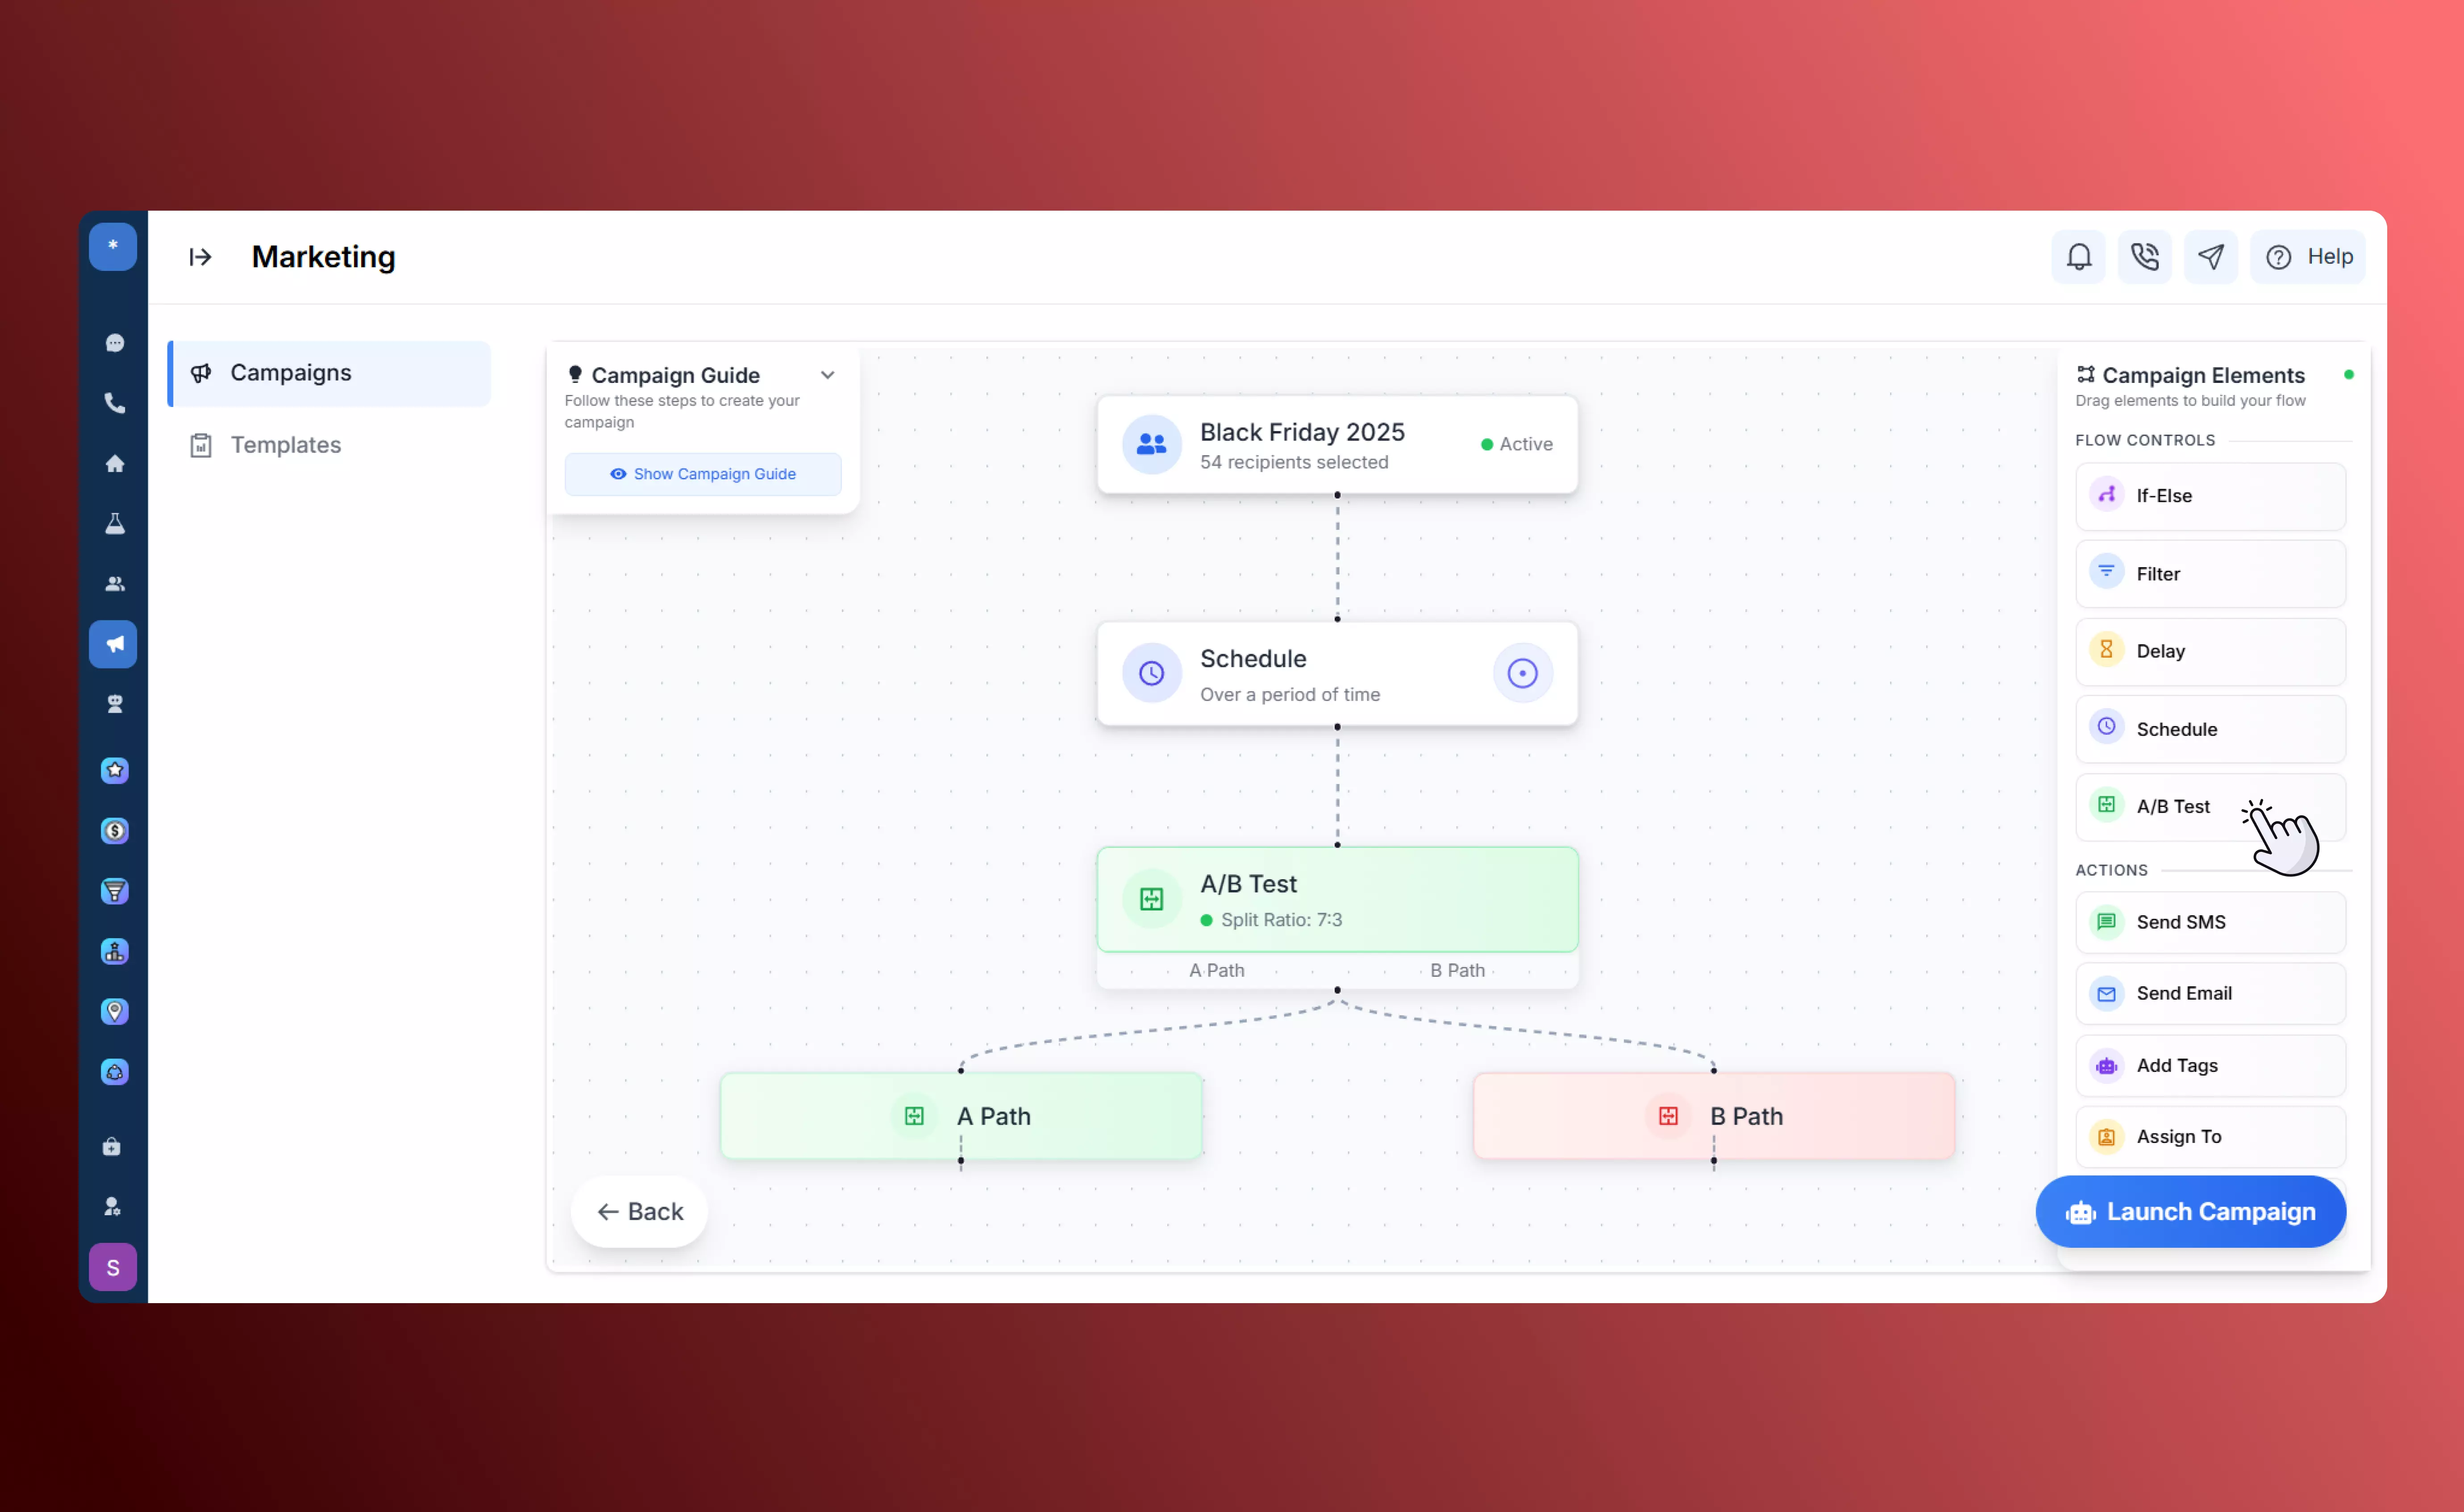 *
Marketing
Help
Campaigns
Templates
Campaign Guide
Follow these steps to create your
campaign
Show Campaign Guide
Black Friday 2025
54 recipients selected
Active
Schedule
Over a period of time
A/B Test
Split Ratio: 7:3
A Path
B Path
A Path
B Path
Back
Campaign Elements
Drag elements to build your flow
FLOW CONTROLS
If-Else
Filter
Delay
Schedule
A/B Test
ACTIONS
Send SMS
Send Email
Add Tags
Assign To
Launch Campaign
S